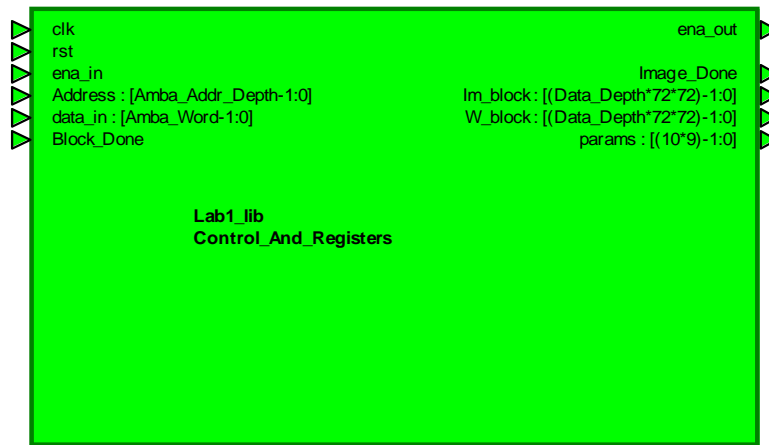 clk
ena_out
rst
ena_in
Image_Done
Address : [Amba_Addr_Depth-1:0]
Im_block : [(Data_Depth*72*72)-1:0]
data_in : [Amba_Word-1:0]
W_block : [(Data_Depth*72*72)-1:0]
Block_Done
params : [(10*9)-1:0]
Lab1_lib
Control_And_Registers